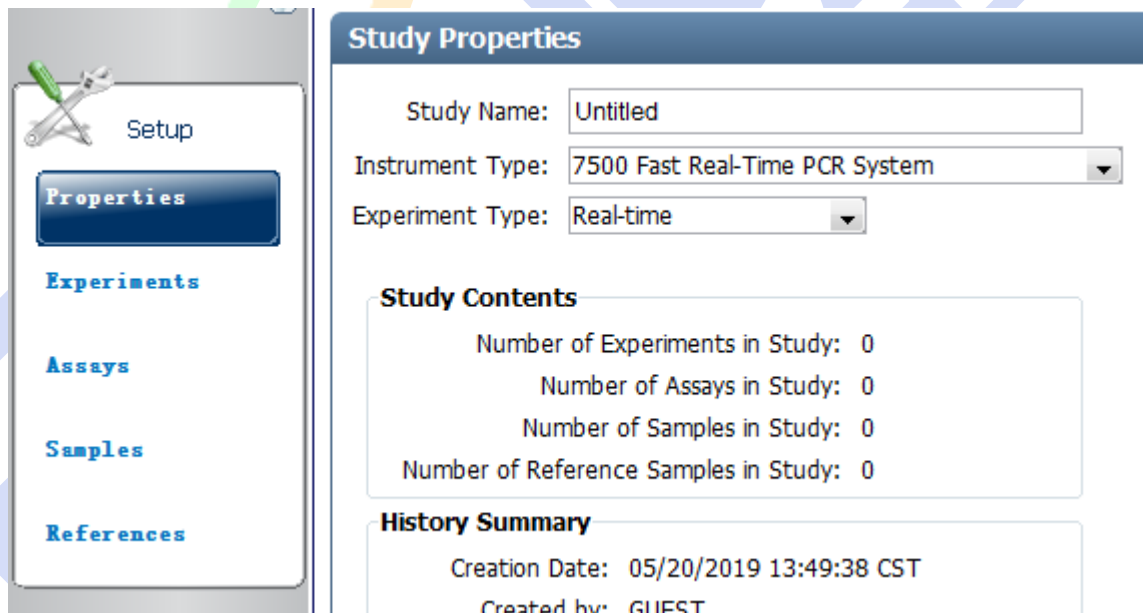 Setup
Properties
Experiments
Assays
Samples
References
Study Properties
Study Name: Untitled
Instrument Type: 7500 Fast Real-Time PCR System
Experiment Type: Real-time
Study Contents
Number of Experiments in Study: 0
Number of Assays in Study: 0
Number of Samples in Study: 0
Number of Reference Samples in Study: 0
History Summary
Creation Date: 05/20/2019 13:49:38 CST
Created by: GUEST